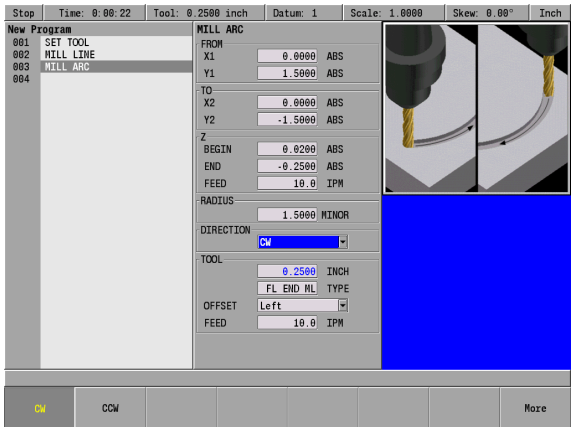 Stop Time: 0:00:22 Tool: 0.2500 inch Datum: 1 Scale: 1.0000 Skew: 0.00° Inch
New Program
001 SET TOOL
002 MILL LINE
003 MILL ARC
004
MILL ARC
FROM
X1 0.0000 ABS
Y1 1.5000 ABS
TO
X2 0.0000 ABS
Y2 -1.5000 ABS
Z
BEGIN 0.0200 ABS
END -0.2500 ABS
FEED 10.0 IPM
RADIUS
1.5000 MINOR
DIRECTION
CW
TOOL
0.2500 INCH
FL END ML TYPE
OFFSET Left
FEED 10.0 IPM
CW CCW More